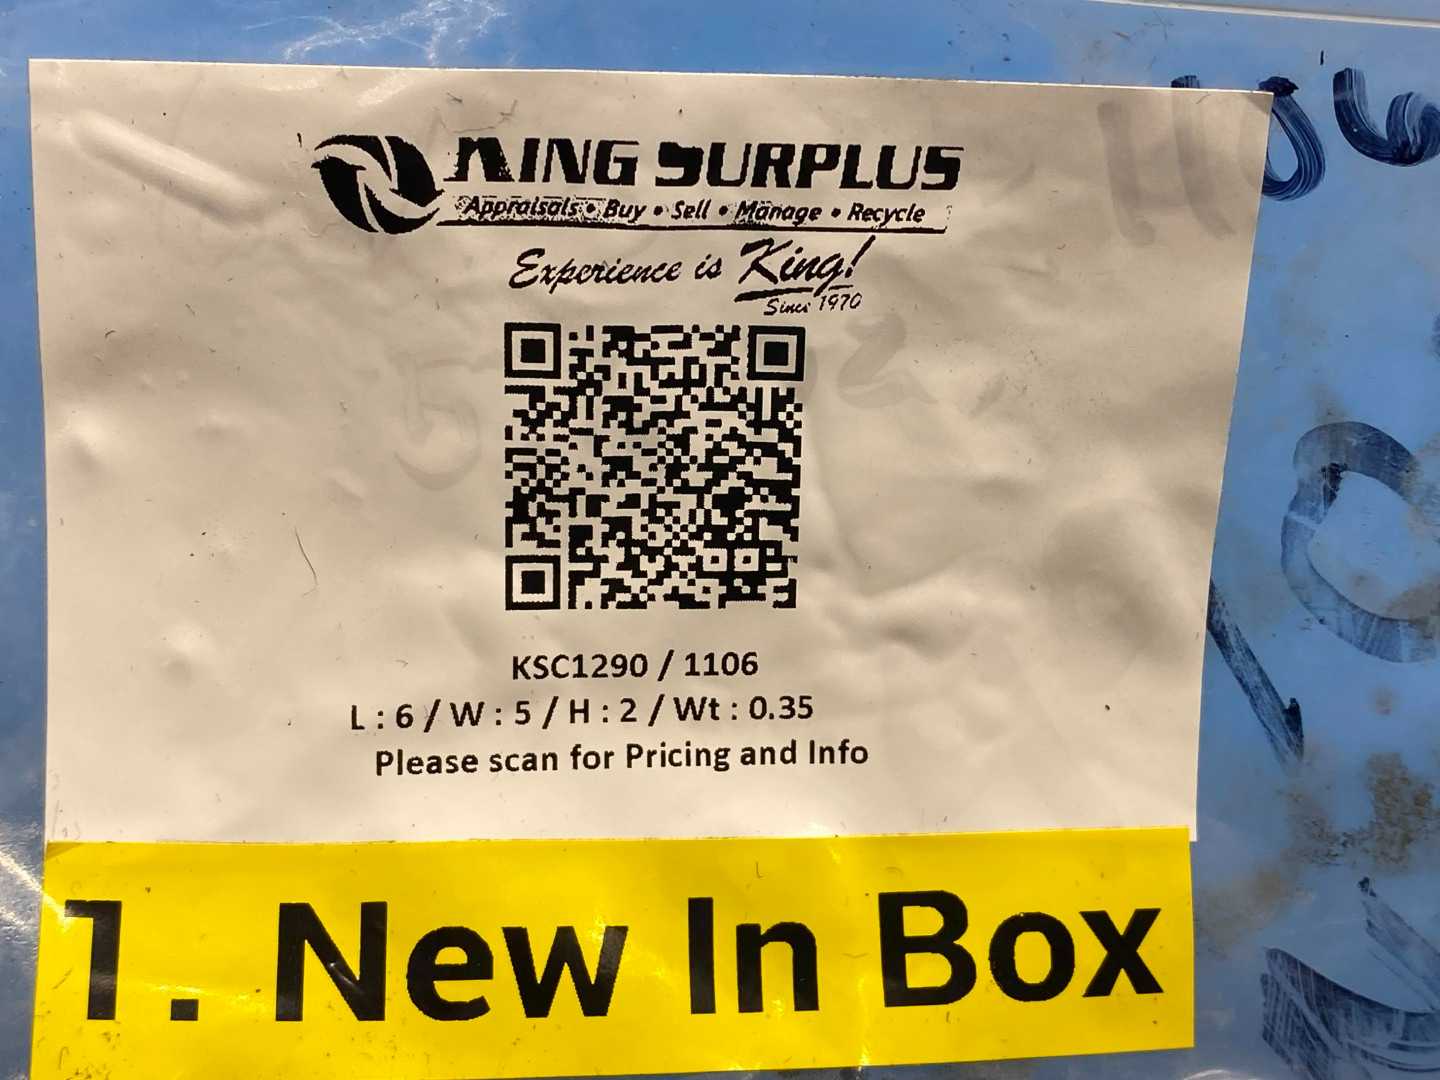 KING SURPLUS
Appraisals • Buy • Sell • Manage • Recycle
Experience is King!
Since 1970
KSC1290 / 1106
L : 6 / W : 5 / H : 2 / Wt : 0.35
Please scan for Pricing and Info
1. New In Box